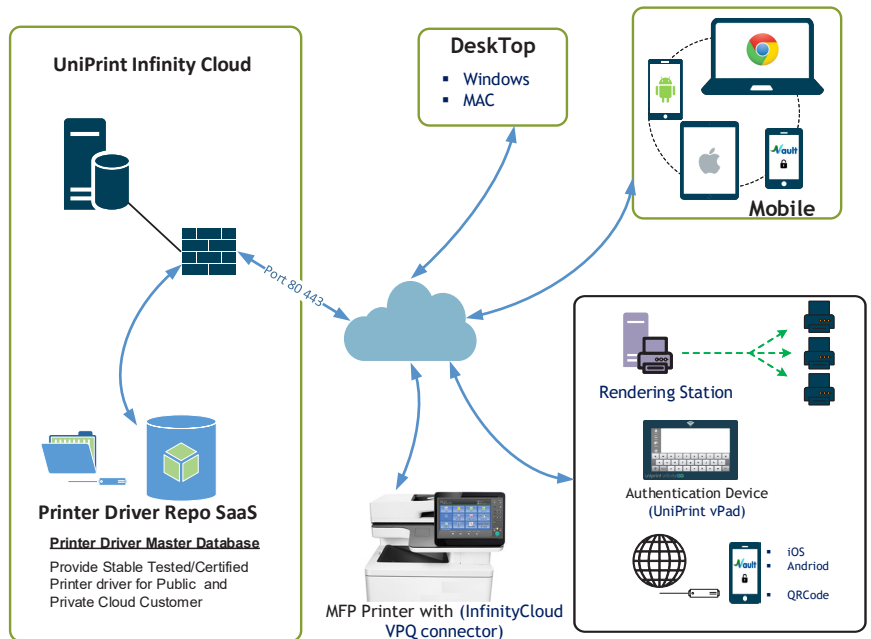 UniPrint Infinity Cloud
Port 80 443
Printer Driver Repo SaaS
Printer Driver Master Database
Provide Stable Tested/Certified
Printer driver for Public and
Private Cloud Customer
DeskTop
▪ Windows
▪ MAC
Vault
Mobile
MFP Printer with (InfinityCloud
VPQ connector)
Rendering Station
Authentication Device
(UniPrint vPad)
Vault
▪ iOS
▪ Andriod
▪ QRCode